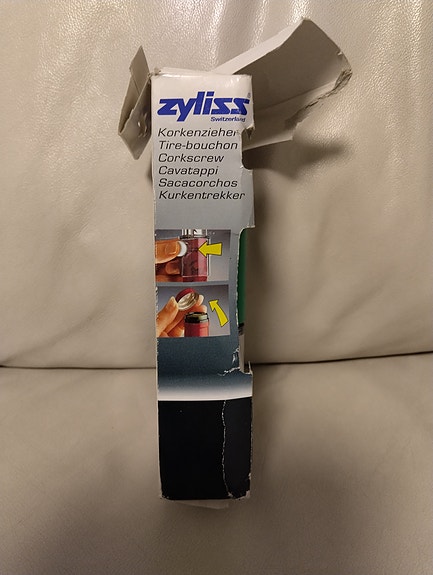 zyliss®
Switzerland
Korkenzieher
Tire-bouchon
Corkscrew
Cavatappi
Sacacorchos
Kurkentrekker